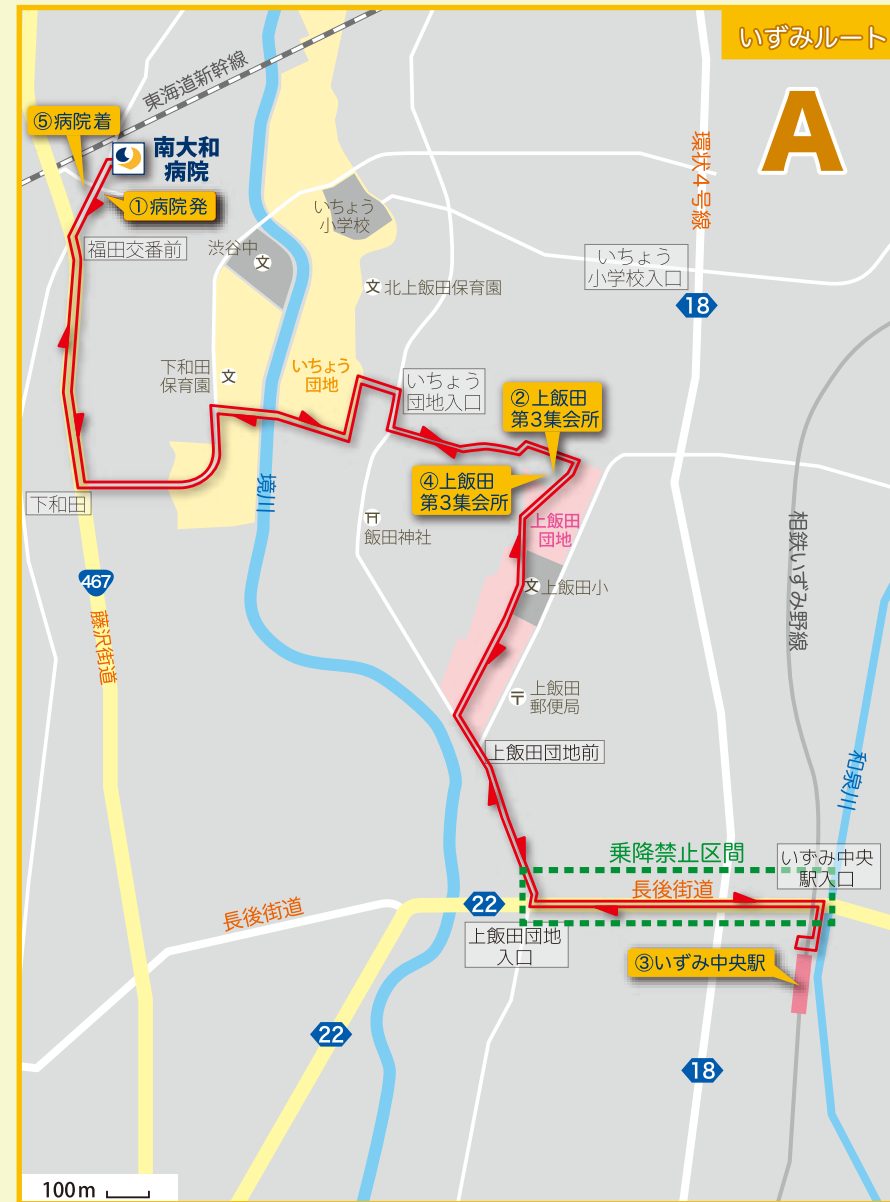 いずみルート
A
東海道新幹線
⑤病院着
南大和
病院
①病院発
福田交番前
渋谷中
文
いちょう
小学校
環状4号線
いちょう
小学校入口
18
文 北上飯田保育園
下和田
保育園
文
いちょう
団地
いちょう
団地入口
②上飯田
第3集会所
④上飯田
第3集会所
下和田
境川
飯田神社
上飯田
団地
相鉄いずみ野線
467
藤沢街道
文 上飯田小
〒 上飯田
郵便局
上飯田団地前
和泉川
乗降禁止区間
いずみ中央
駅入口
長後街道
長後街道
22
上飯田団地
入口
③いずみ中央駅
22
18
100m